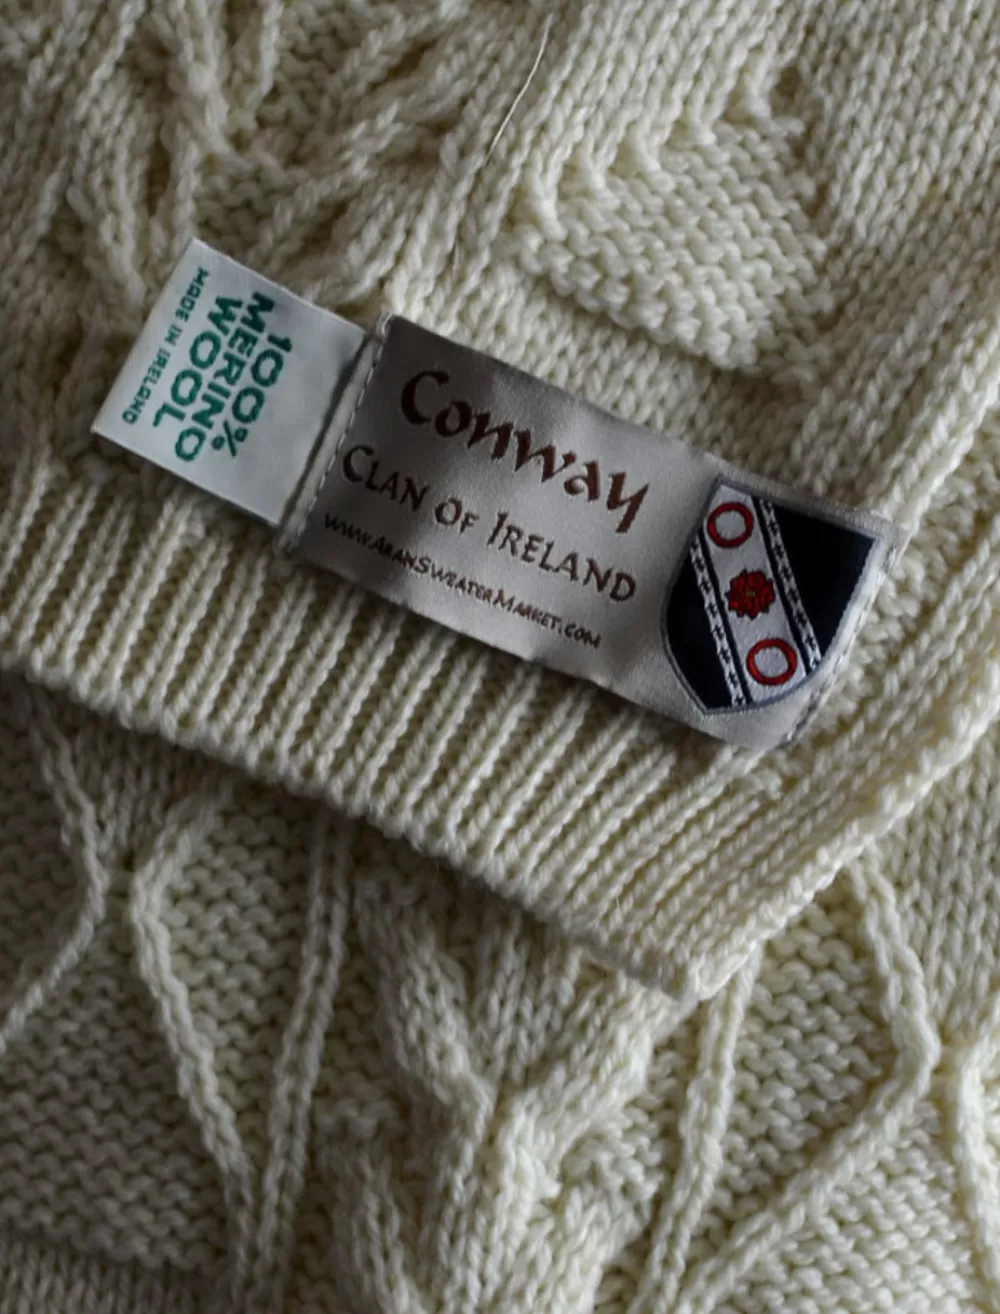 100%
MERINO
WOOL
MADE IN IRELAND
Conway
CLAN OF IRELAND
www.AranSweaterMarket.com